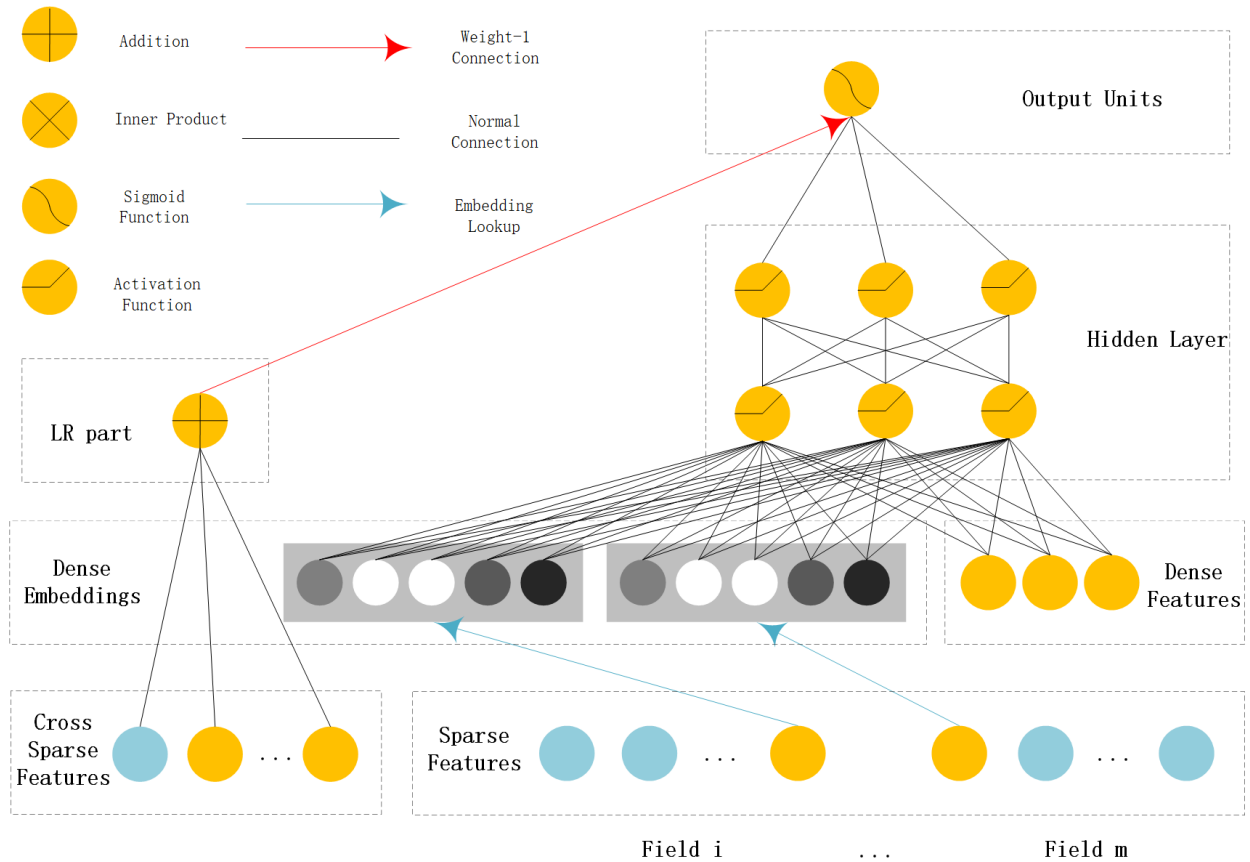 Addition
Weight-1
Connection
Inner Product
Normal
Connection
Sigmoid
Function
Embedding
Lookup
Activation
Function
Output Units
Hidden Layer
LR part
Dense
Embeddings
Dense
Features
Cross
Sparse
Features
...
Sparse
Features
...
...
Field i
...
Field m